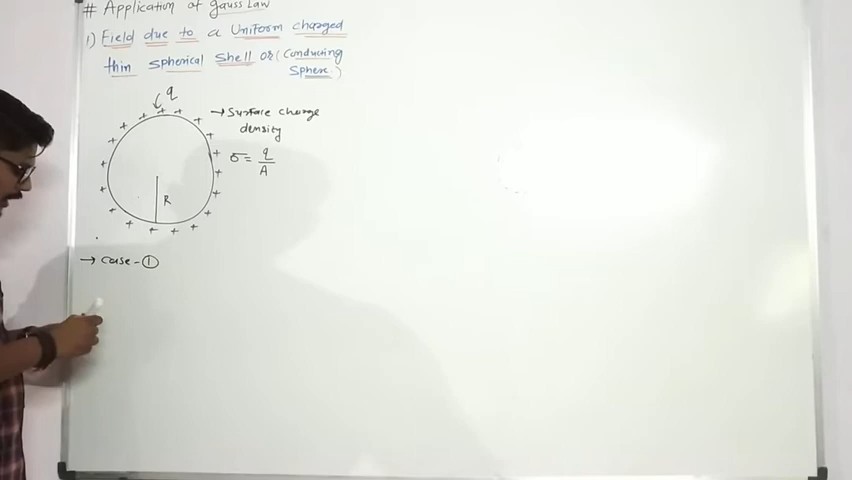 # Application of Gauss Law
1) Field due to a Uniform charged
thin spherical shell or (Conducing
Sphere)
q
→ Surface charge
density
σ = q/A
R
→ case - ①